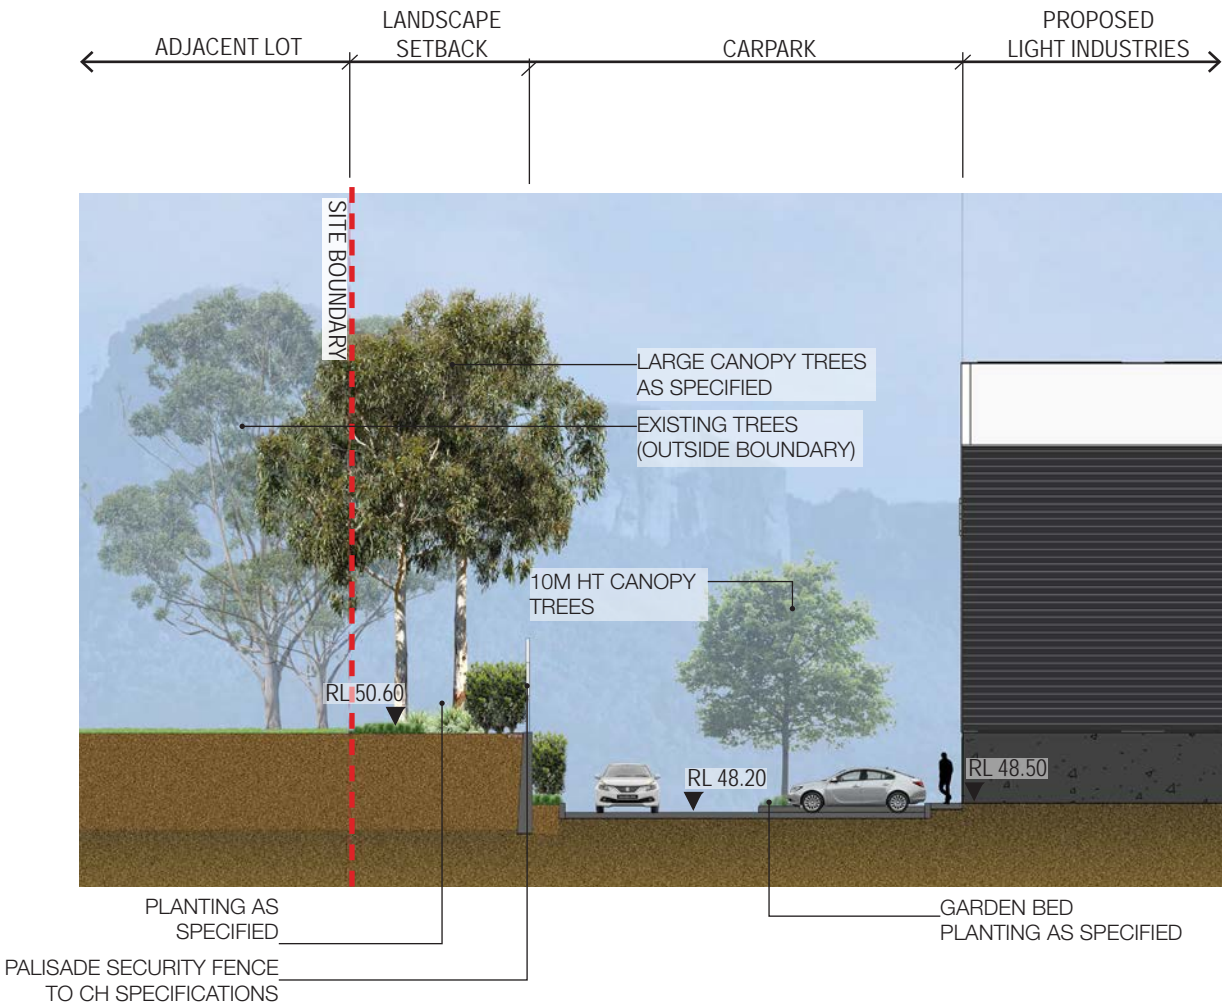 LANDSCAPE
SETBACK
PROPOSED
LIGHT INDUSTRIES
ADJACENT LOT
CARPARK
SITE BOUNDARY
LARGE CANOPY TREES
AS SPECIFIED
EXISTING TREES
(OUTSIDE BOUNDARY)
10M HT CANOPY
TREES
RL 50.60
RL 48.20
RL 48.50
PLANTING AS
SPECIFIED
GARDEN BED
PLANTING AS SPECIFIED
PALISADE SECURITY FENCE
TO CH SPECIFICATIONS